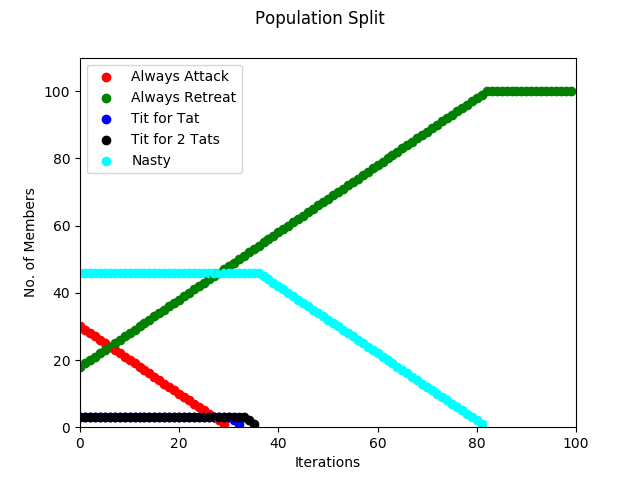 Population Split
Always Attack
Always Retreat
Tit for Tat
Tit for 2 Tats
Nasty
No. of Members
100
80
60
40
20
0
0 20 40 60 80 100
Iterations